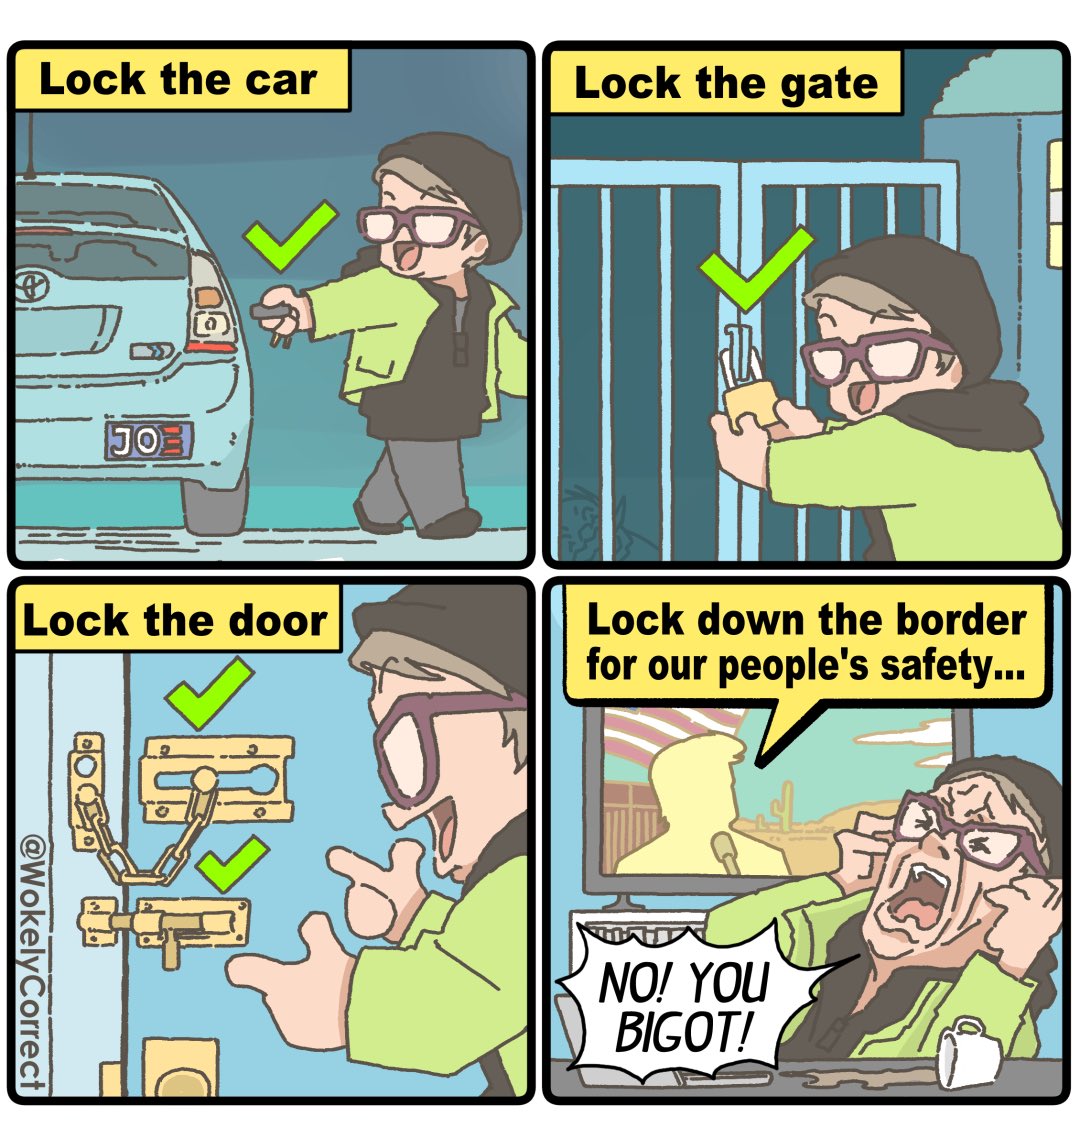 Lock the car
JOE
Lock the gate
Lock the door
@WokelyCorrect
Lock down the border
for our people's safety...
NO! YOU
BIGOT!